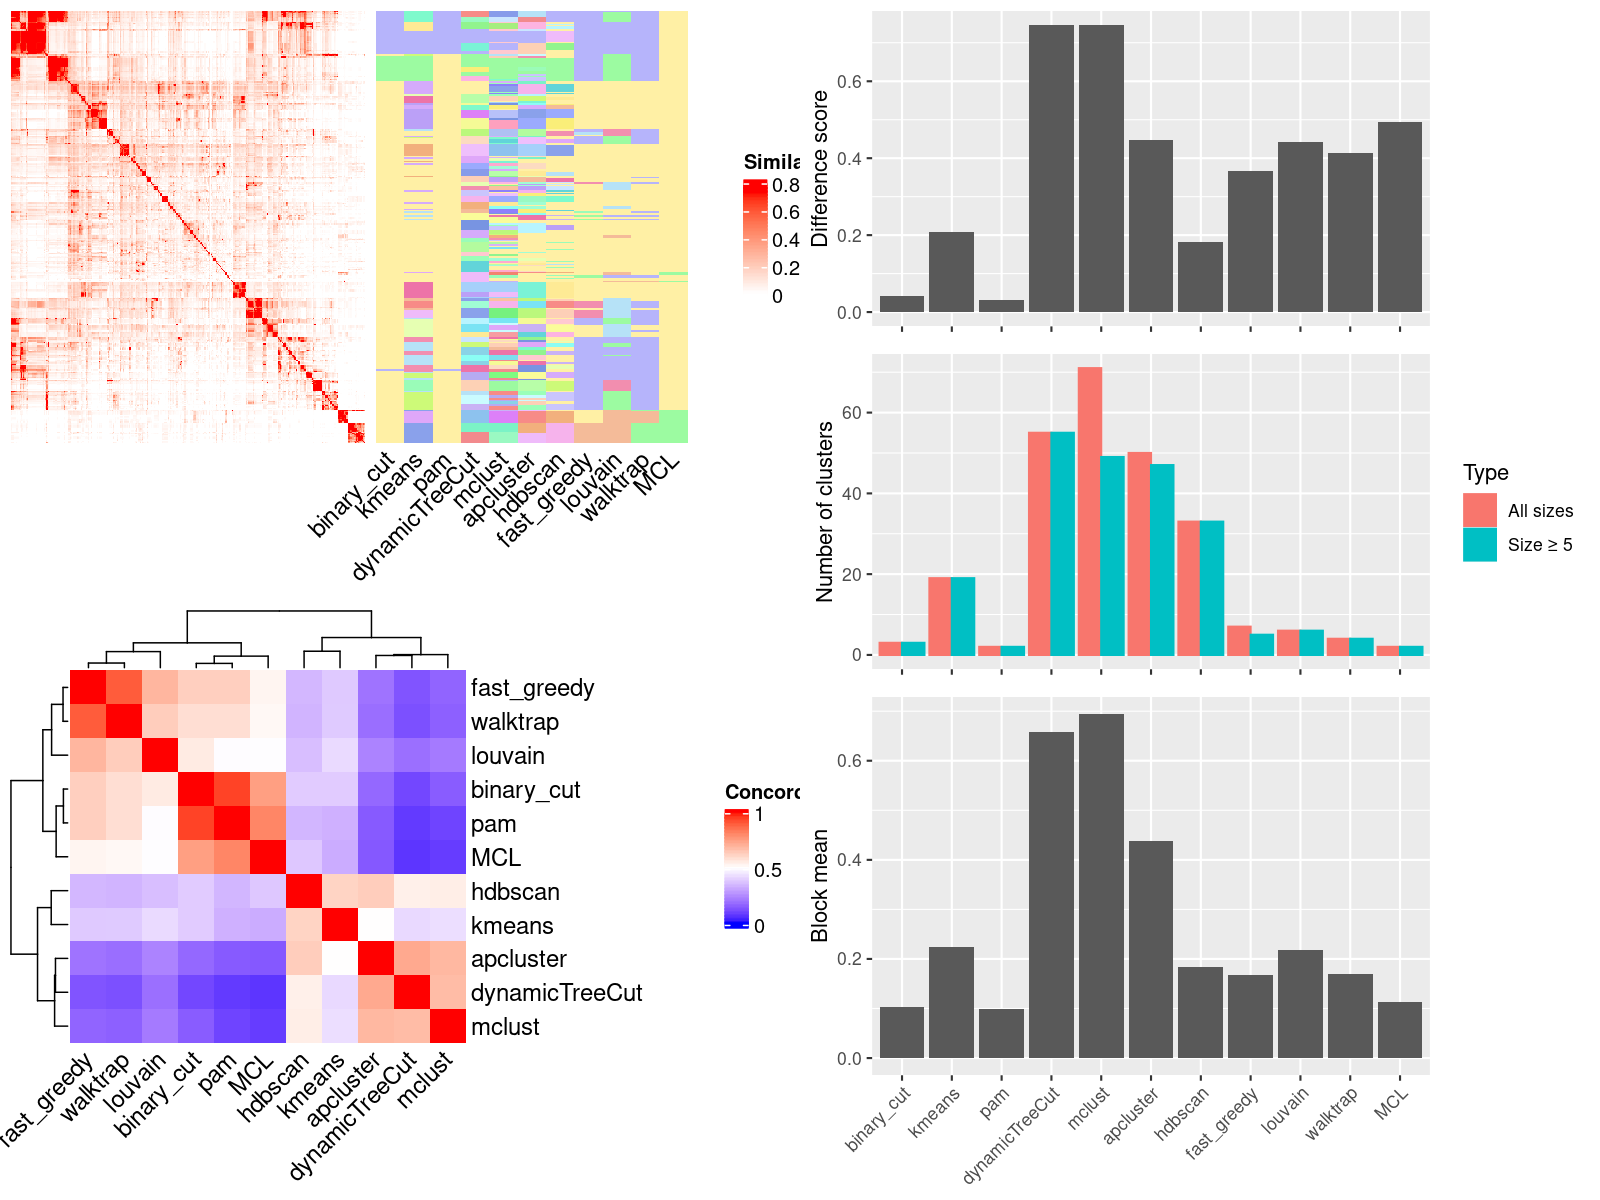 Simila
0.8
0.6
0.4
0.2
0
binary_cut
kmeans
pam
dynamicTreeCut
mclust
apcluster
hdbscan
fast_greedy
louvain
walktrap
MCL
fast_greedy
walktrap
louvain
binary_cut
pam
MCL
hdbscan
kmeans
apcluster
dynamicTreeCut
mclust
Concord
1
0.5
0
fast_greedy
walktrap
louvain
binary_cut
pam
MCL
hdbscan
kmeans
apcluster
dynamicTreeCut
mclust
Difference score
0.6
0.4
0.2
0.0
Number of clusters
60
40
20
0
Type
All sizes
Size ≥ 5
Block mean
0.6
0.4
0.2
0.0
binary_cut
kmeans
pam
dynamicTreeCut
mclust
apcluster
hdbscan
fast_greedy
louvain
walktrap
MCL